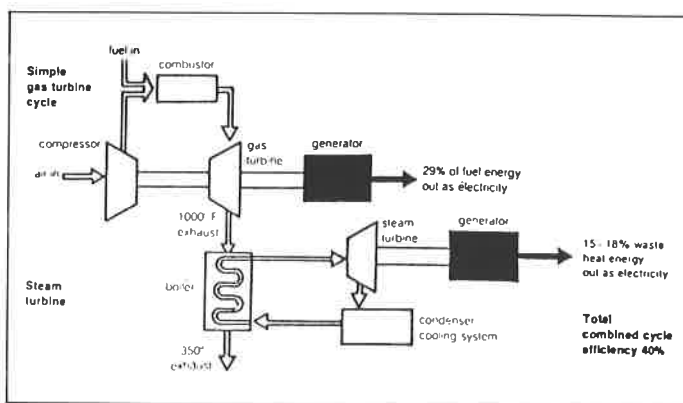 fuel in
Simple
gas turbine
cycle
combustor
compressor
air in
gas
turbine
generator
29% of fuel energy
out as electricity
1000° F
exhaust
steam
turbine
generator
15-18% waste
heat energy
out as electricity
Steam
turbine
boiler
condenser
cooling system
350°
exhaust
Total
combined cycle
efficiency 40%